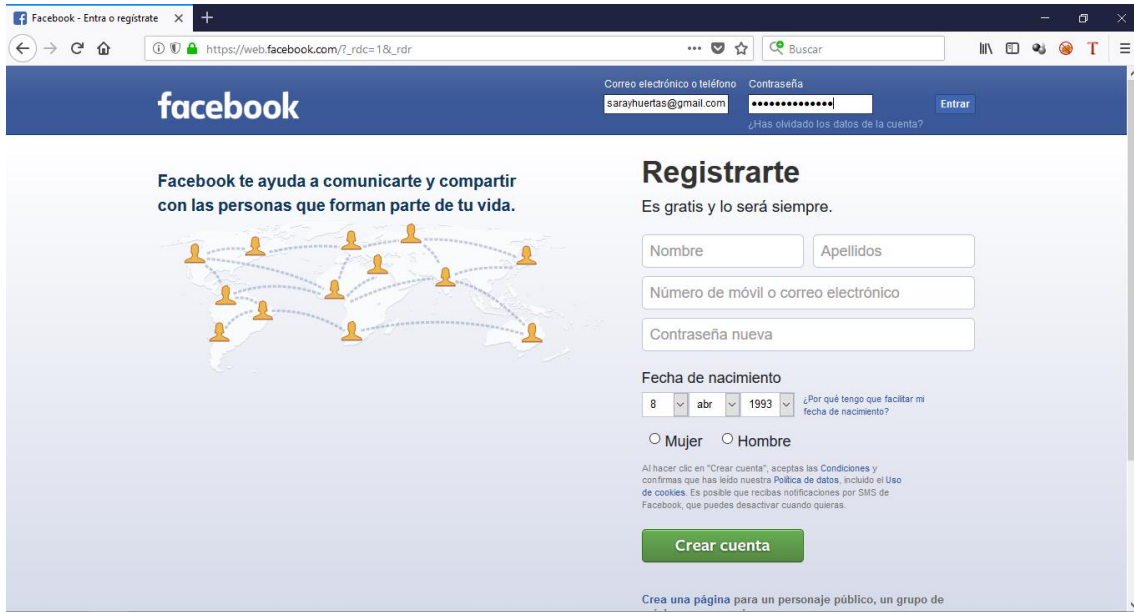 Facebook - Entra o regístrate
https://web.facebook.com/?_rdc=1&_rdr
Buscar
facebook
Correo electrónico o teléfono
Contraseña
sarayhuertas@gmail.com
Entrar
¿Has olvidado los datos de la cuenta?
Facebook te ayuda a comunicarte y compartir
con las personas que forman parte de tu vida.
Registrarte
Es gratis y lo será siempre.
Nombre
Apellidos
Número de móvil o correo electrónico
Contraseña nueva
Fecha de nacimiento
8 abr 1993
¿Por qué tengo que facilitar mi
fecha de nacimiento?
Mujer Hombre
Al hacer clic en "Crear cuenta", aceptas las Condiciones y
confirmas que has leído nuestra Política de datos, incluido el Uso
de cookies. Es posible que recibas notificaciones por SMS de
Facebook, que puedes desactivar cuando quieras.
Crear cuenta
Crea una página para un personaje público, un grupo de